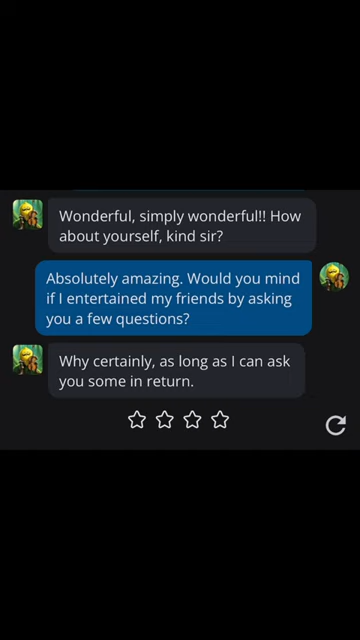 Wonderful, simply wonderful!! How
about yourself, kind sir?
Absolutely amazing. Would you mind
if I entertained my friends by asking
you a few questions?
Why certainly, as long as I can ask
you some in return.